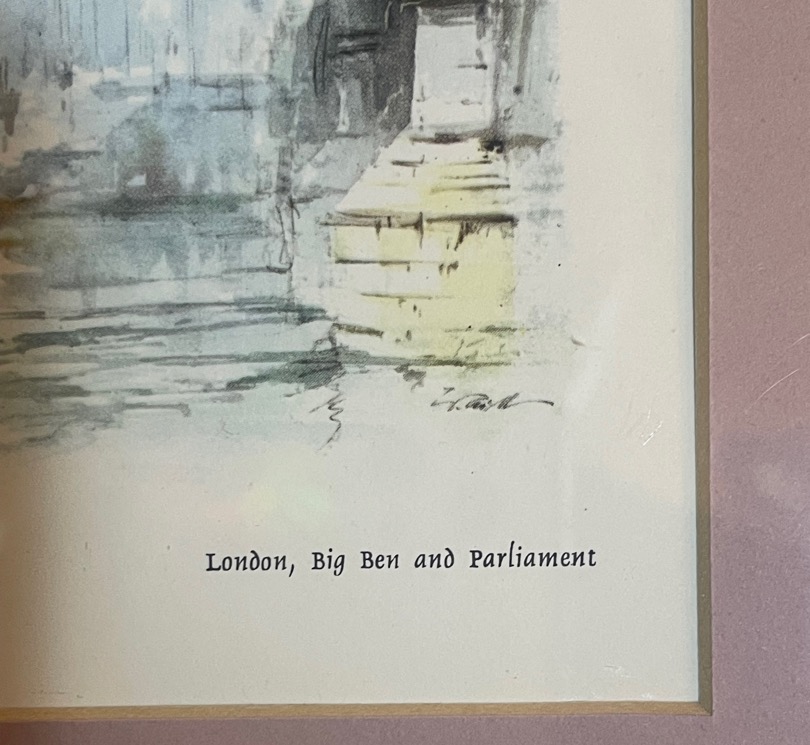 London, Big Ben and Parliament